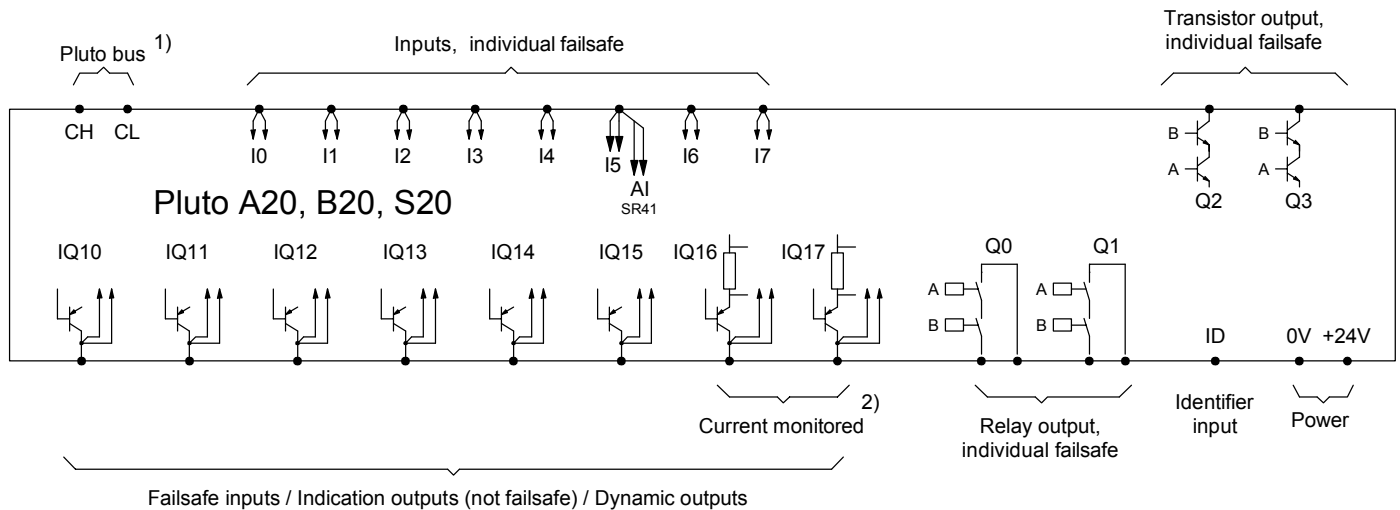 Pluto bus 1)
Inputs, individual failsafe
Transistor output,
individual failsafe
CH CL
I0 I1 I2 I3 I4 I5 I6 I7
AI
SR41
B B
A A
Q2 Q3
Pluto A20, B20, S20
IQ10 IQ11 IQ12 IQ13 IQ14 IQ15 IQ16 IQ17 Q0 Q1
A A
B B
ID 0V +24V
Current monitored 2)
Relay output,
individual failsafe
Identifier
input
Power
Failsafe inputs / Indication outputs (not failsafe) / Dynamic outputs